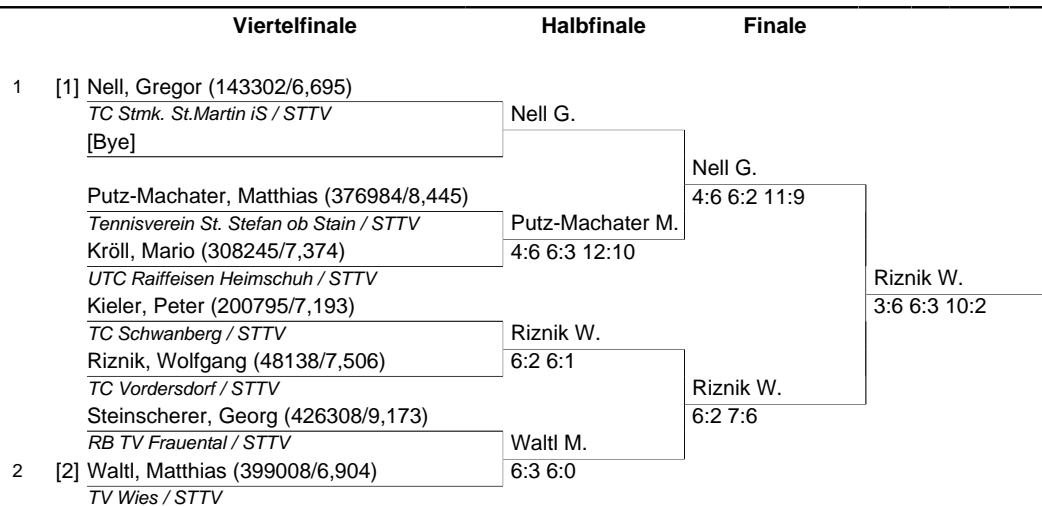 Viertelfinale Halbfinale Finale
1 [1] Nell, Gregor (143302/6,695)
TC Stmk. St.Martin iS / STTV Nell G.
[Bye]
Nell G.
Putz-Machater, Matthias (376984/8,445) 4:6 6:2 11:9
Tennisverein St. Stefan ob Stain / STTV Putz-Machater M.
Kröll, Mario (308245/7,374) 4:6 6:3 12:10
UTC Raiffeisen Heimschuh / STTV Riznik W.
Kieler, Peter (200795/7,193) 3:6 6:3 10:2
TC Schwanberg / STTV Riznik W.
Riznik, Wolfgang (48138/7,506) 6:2 6:1
TC Vordersdorf / STTV Riznik W.
Steinscherer, Georg (426308/9,173) 6:2 7:6
RB TV Frauental / STTV Waltl M.
2 [2] Waltl, Matthias (399008/6,904) 6:3 6:0
TV Wies / STTV